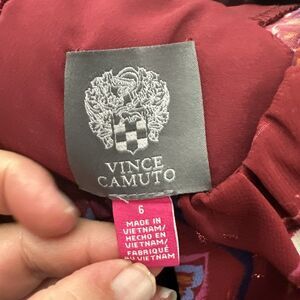 VINCE
CAMUTO
6
MADE IN
VIETNAM/
HECHO EN
VIETNAM/
FABRIQUÉ
AU VIETNAM